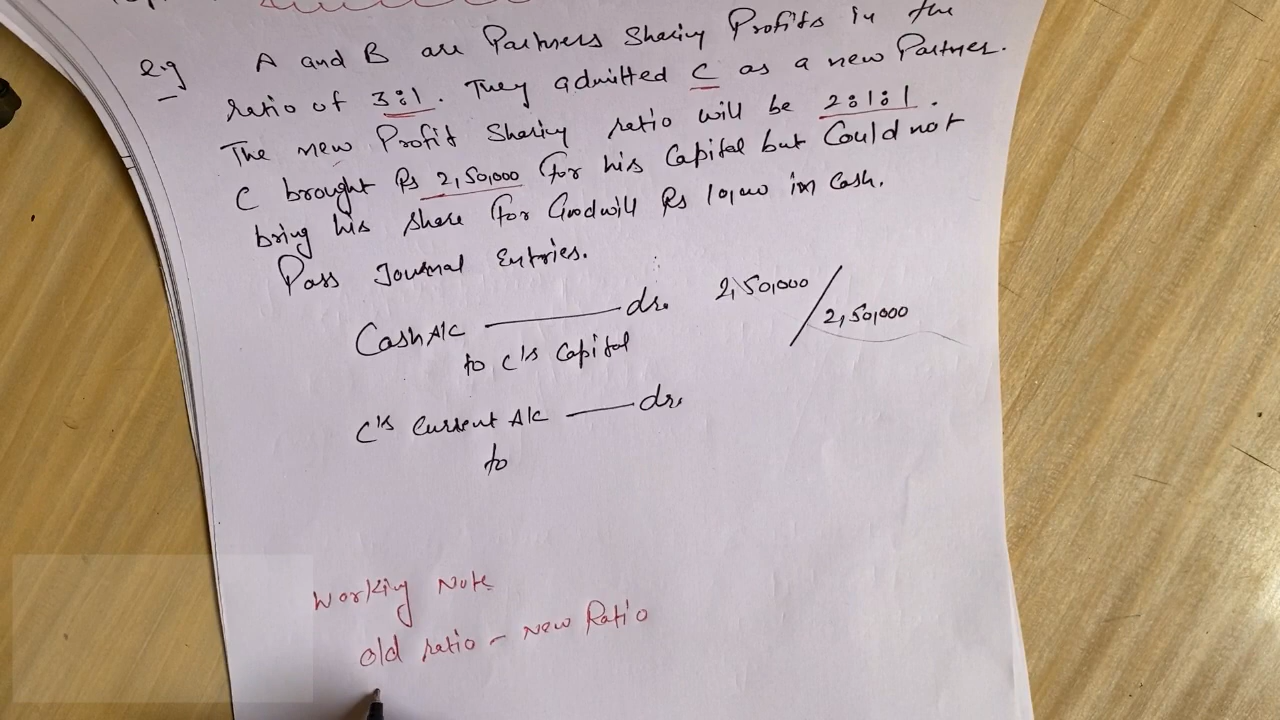 e.g A and B are Partners Sharing Profits in the
ratio of 3:1. They admitted C as a new Partner.
The new Profit Sharing ratio will be 2:1:1.
C brought Rs 2,50,000 for his Capital but Could not
bring his share for Goodwill Rs 10,000 in Cash.
Pass Journal Entries.
Cash A/c ——— dr. 2,50,000
to C's Capital 2,50,000
C's Current A/c —— dr.
to
Working Note
old ratio - New Ratio